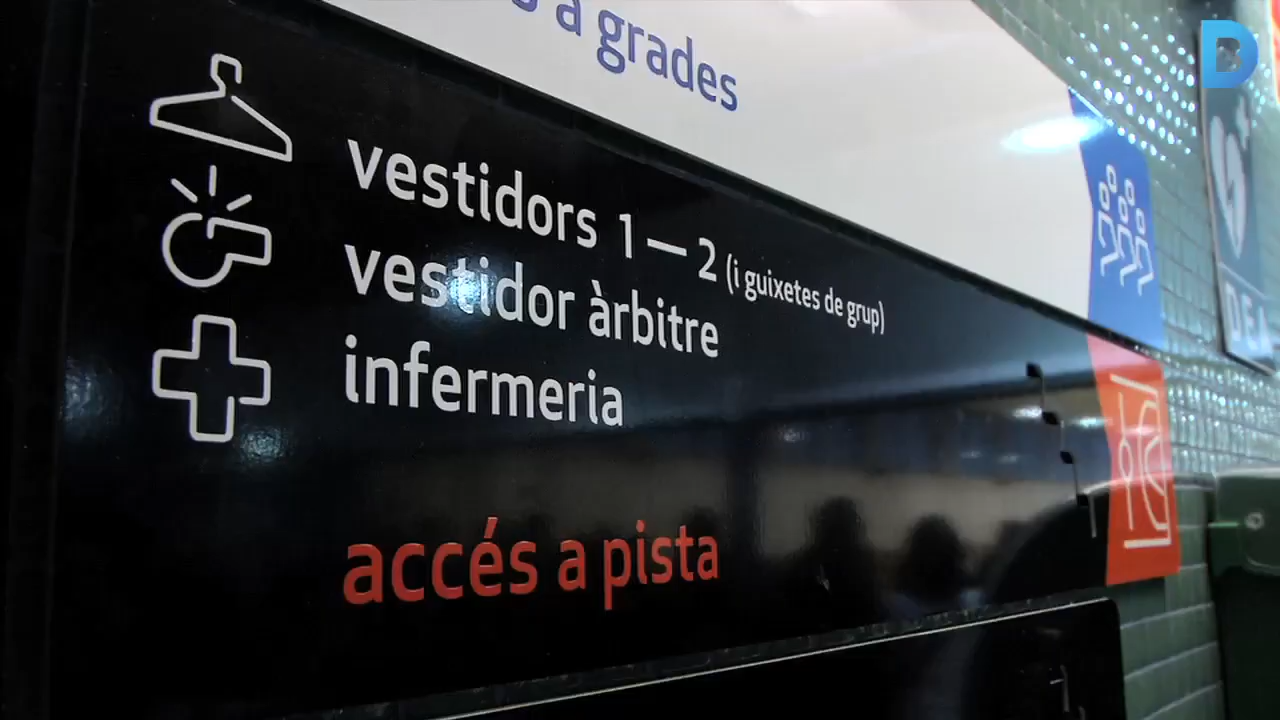 a grades
vestidors 1 — 2 (i guixetes de grup)
vestidor àrbitre
infermeria
accés a pista
DEA